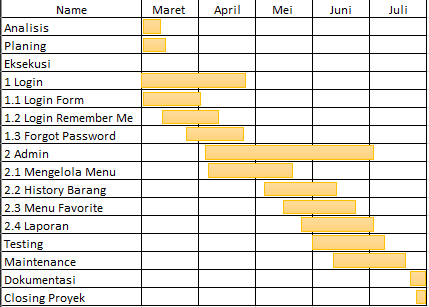 Name Maret April Mei Juni Juli
Analisis
Planing
Eksekusi
1 Login
1.1 Login Form
1.2 Login Remember Me
1.3 Forgot Password
2 Admin
2.1 Mengelola Menu
2.2 History Barang
2.3 Menu Favorite
2.4 Laporan
Testing
Maintenance
Dokumentasi
Closing Proyek